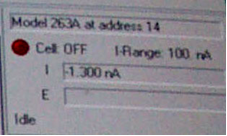 Model 263A at address 14
Cell: OFF I-Range: 100. nA
I -1.300 nA
E
Idle